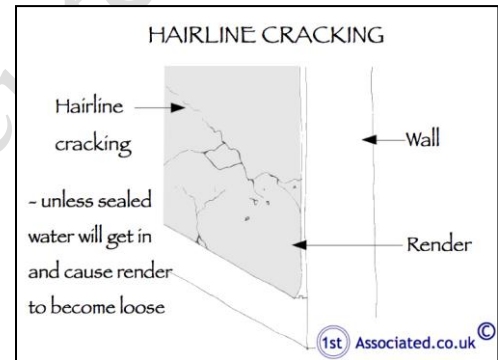 HAIRLINE CRACKING
Hairline
cracking
- unless sealed
water will get in
and cause render
to become loose
Wall
Render
1st Associated.co.uk ©